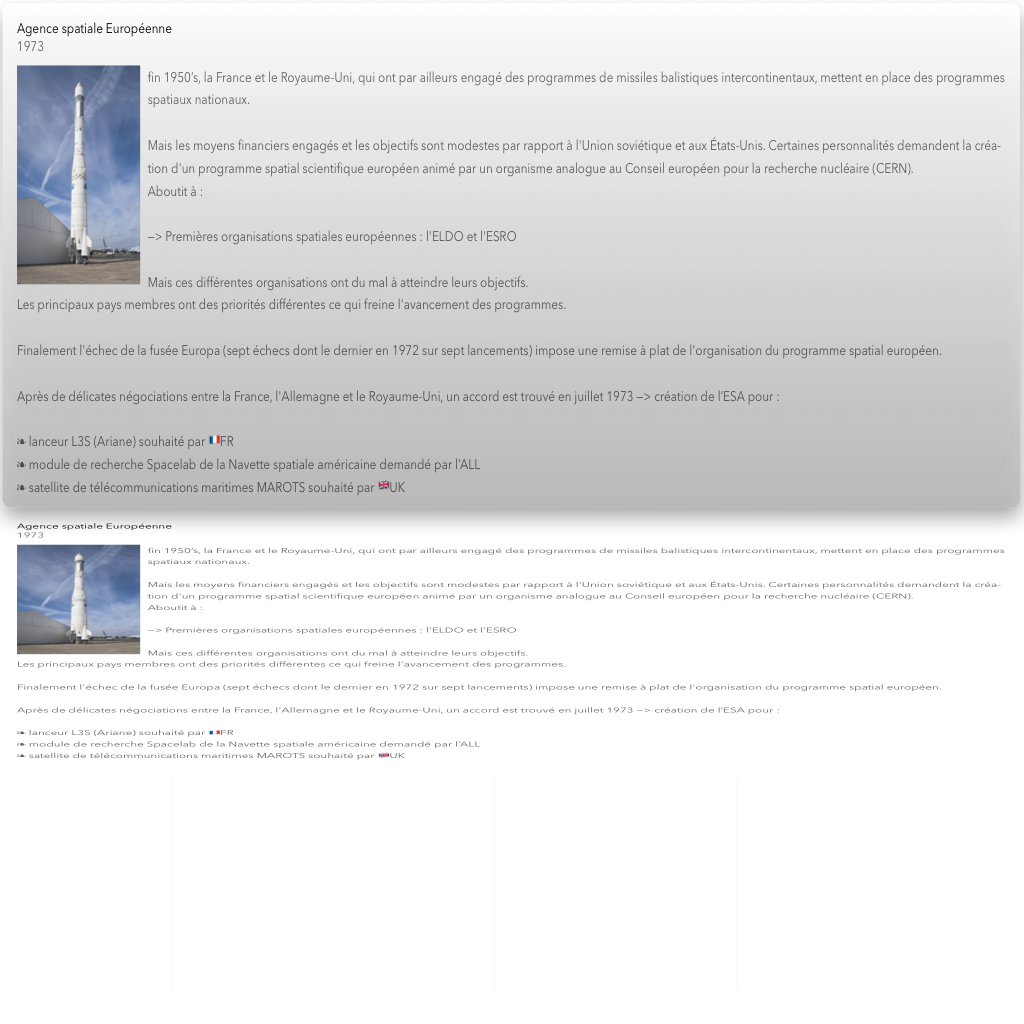 Agence spatiale Européenne
1973
fin 1950’s, la France et le Royaume-Uni, qui ont par ailleurs engagé des programmes de missiles balistiques intercontinentaux, mettent en place des programmes
spatiaux nationaux.
Mais les moyens financiers engagés et les objectifs sont modestes par rapport à l'Union soviétique et aux États-Unis. Certaines personnalités demandent la créa-
tion d'un programme spatial scientifique européen animé par un organisme analogue au Conseil européen pour la recherche nucléaire (CERN).
Aboutit à :
—> Premières organisations spatiales européennes : l'ELDO et l'ESRO
Mais ces différentes organisations ont du mal à atteindre leurs objectifs.
Les principaux pays membres ont des priorités différentes ce qui freine l'avancement des programmes.
Finalement l'échec de la fusée Europa (sept échecs dont le dernier en 1972 sur sept lancements) impose une remise à plat de l'organisation du programme spatial européen.
Après de délicates négociations entre la France, l'Allemagne et le Royaume-Uni, un accord est trouvé en juillet 1973 —> création de l’ESA pour :
❧ lanceur L3S (Ariane) souhaité par 🇫🇷FR
❧ module de recherche Spacelab de la Navette spatiale américaine demandé par l’ALL
❧ satellite de télécommunications maritimes MAROTS souhaité par 🇬🇧UK
Agence spatiale Européenne
1973
fin 1950’s, la France et le Royaume-Uni, qui ont par ailleurs engagé des programmes de missiles balistiques intercontinentaux, mettent en place des programmes
spatiaux nationaux.
Mais les moyens financiers engagés et les objectifs sont modestes par rapport à l'Union soviétique et aux États-Unis. Certaines personnalités demandent la créa-
tion d'un programme spatial scientifique européen animé par un organisme analogue au Conseil européen pour la recherche nucléaire (CERN).
Aboutit à :
—> Premières organisations spatiales européennes : l'ELDO et l'ESRO
Mais ces différentes organisations ont du mal à atteindre leurs objectifs.
Les principaux pays membres ont des priorités différentes ce qui freine l'avancement des programmes.
Finalement l'échec de la fusée Europa (sept échecs dont le dernier en 1972 sur sept lancements) impose une remise à plat de l'organisation du programme spatial européen.
Après de délicates négociations entre la France, l'Allemagne et le Royaume-Uni, un accord est trouvé en juillet 1973 —> création de l’ESA pour :
❧ lanceur L3S (Ariane) souhaité par 🇫🇷FR
❧ module de recherche Spacelab de la Navette spatiale américaine demandé par l’ALL
❧ satellite de télécommunications maritimes MAROTS souhaité par 🇬🇧UK